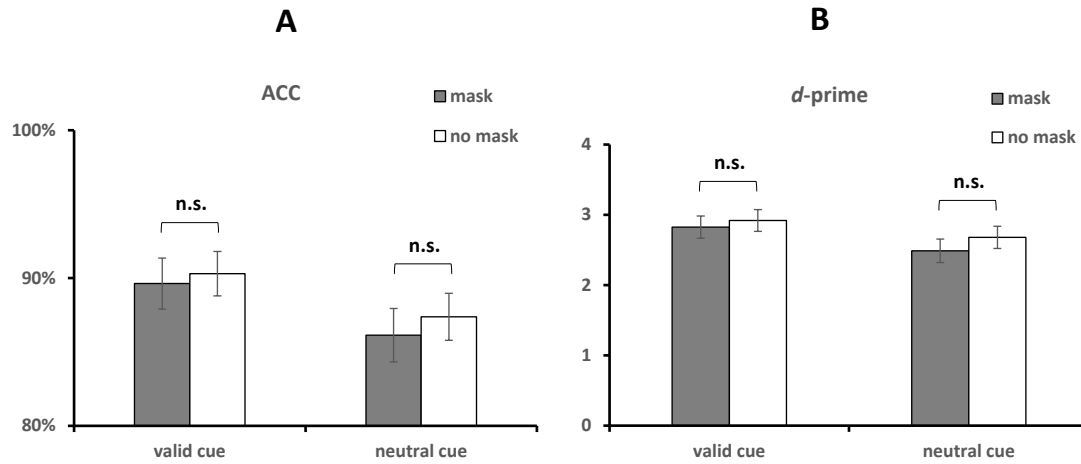 A
ACC
mask
no mask
100%
90%
80%
n.s.
n.s.
valid cue
neutral cue
B
d-prime
mask
no mask
4
3
2
1
0
n.s.
n.s.
valid cue
neutral cue